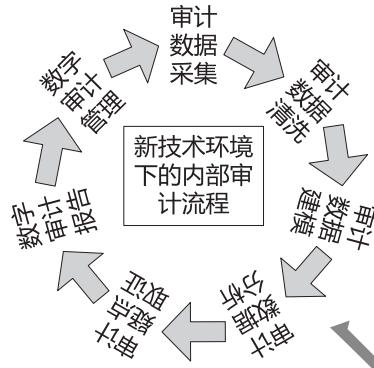 审计
数据
采集
审计
数据
清洗
审计
数据
建模
审计
数据
分析
审计
疑点
取证
数字
审计
报告
数字
审计
管理
新技术环境
下的内部审
计流程